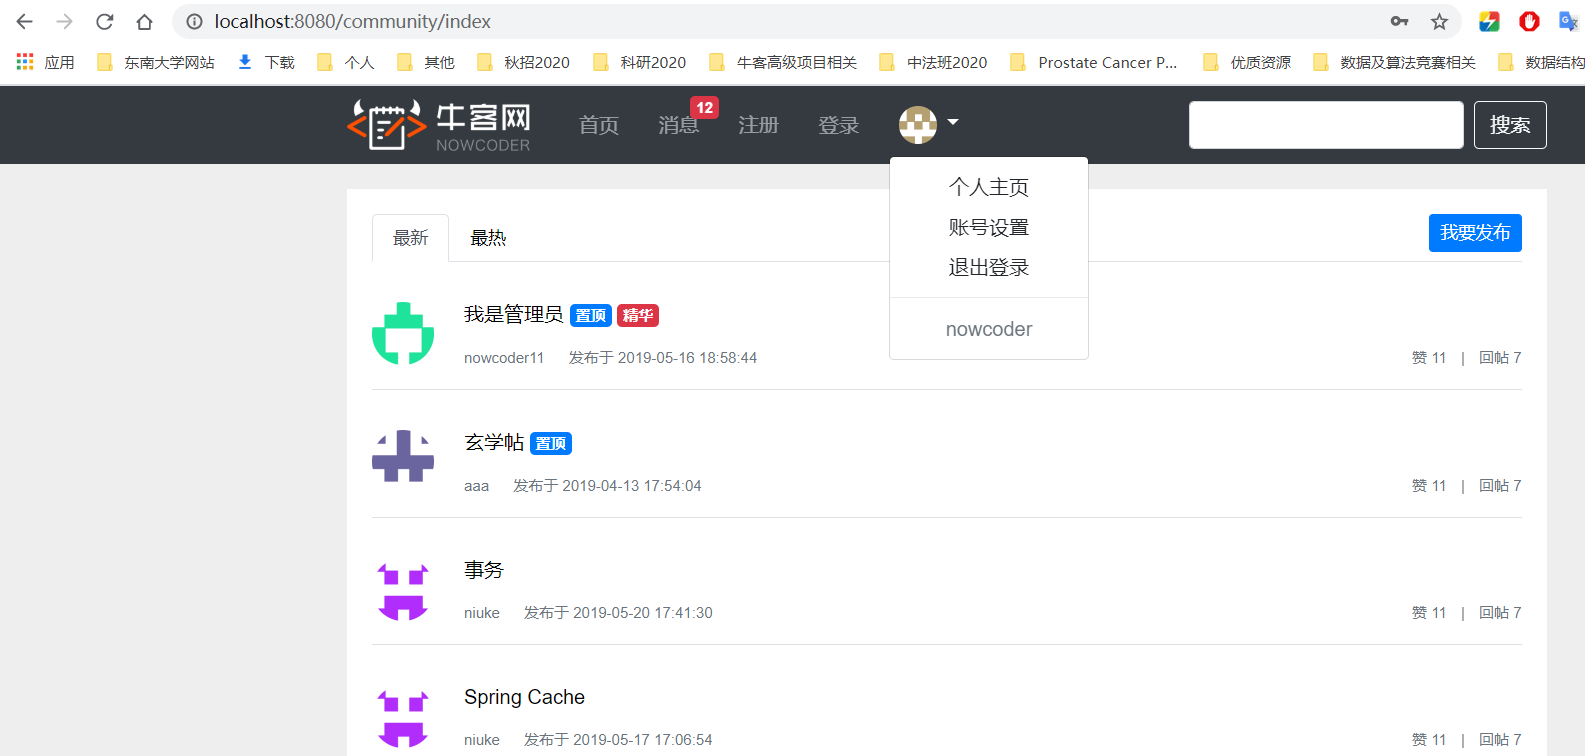 localhost:8080/community/index
应用 东南大学网站 下载 个人 其他 秋招2020 科研2020 牛客高级项目相关 中法班2020 Prostate Cancer P... 优质资源 数据及算法竞赛相关 数据结构
牛客网 NOWCODER 首页 消息 12 注册 登录 搜索
个人主页
账号设置
退出登录
nowcoder
最新 最热 我要发布
我是管理员 置顶 精华
nowcoder11 发布于 2019-05-16 18:58:44 赞 11 | 回帖 7
玄学帖 置顶
aaa 发布于 2019-04-13 17:54:04 赞 11 | 回帖 7
事务
niuke 发布于 2019-05-20 17:41:30 赞 11 | 回帖 7
Spring Cache
niuke 发布于 2019-05-17 17:06:54 赞 11 | 回帖 7